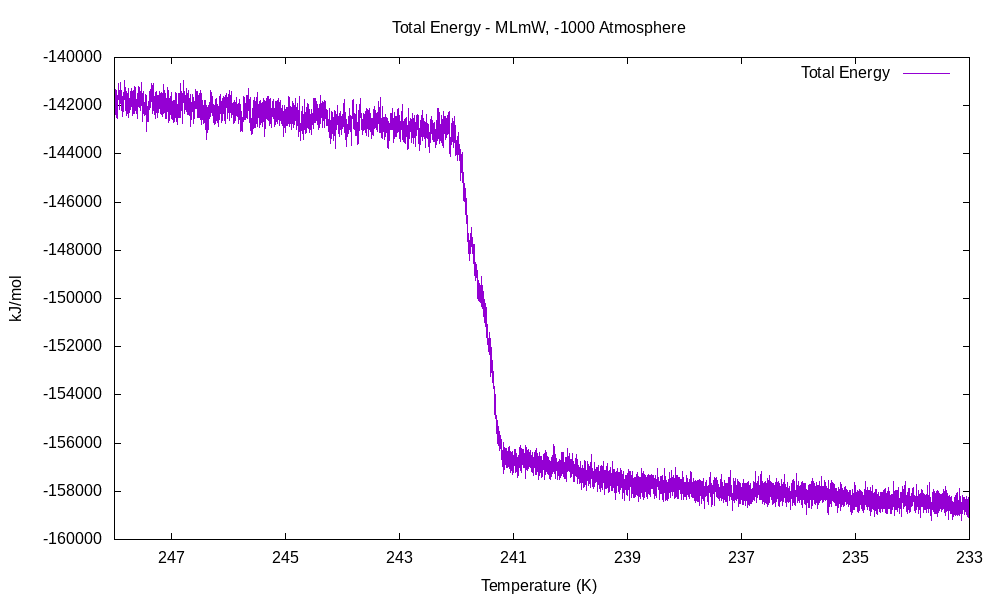 Total Energy - MLmW, -1000 Atmosphere
Total Energy
-140000
-142000
-144000
-146000
-148000
-150000
-152000
-154000
-156000
-158000
-160000
kJ/mol
247 245 243 241 239 237 235 233
Temperature (K)